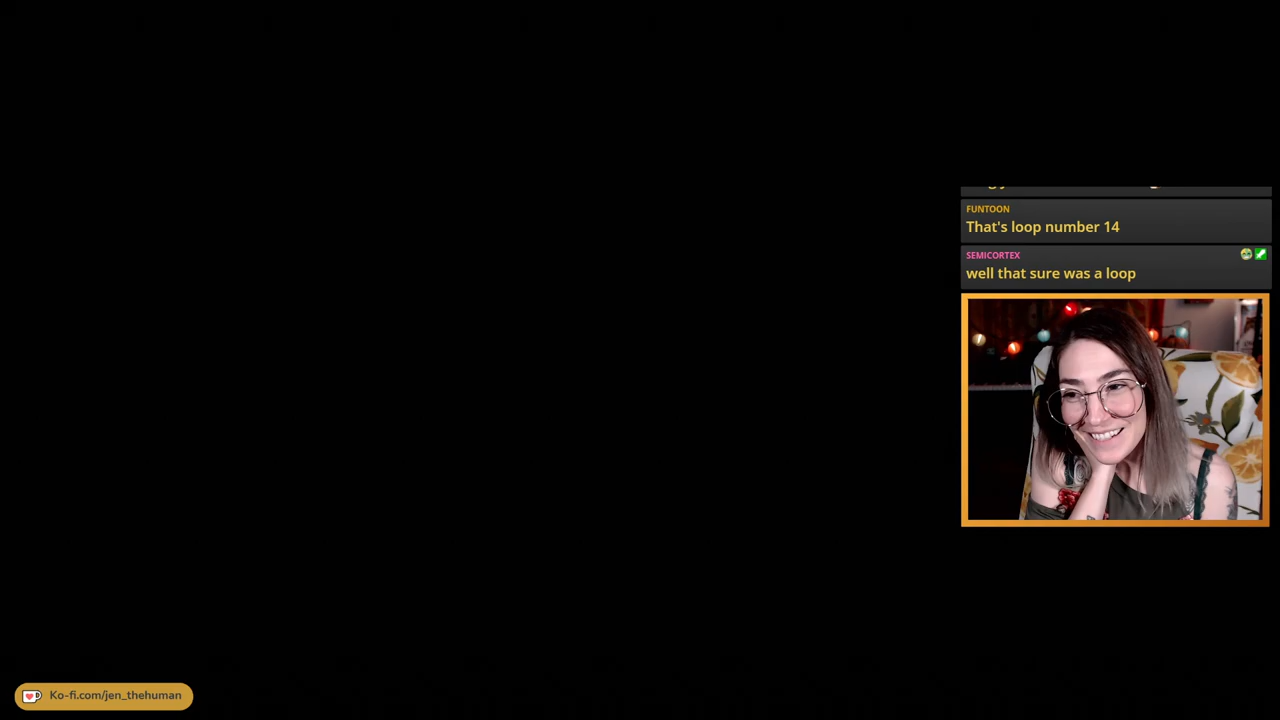 FUNTOON
That's loop number 14
SEMICORTEX
well that sure was a loop
Ko-fi.com/jen_thehuman